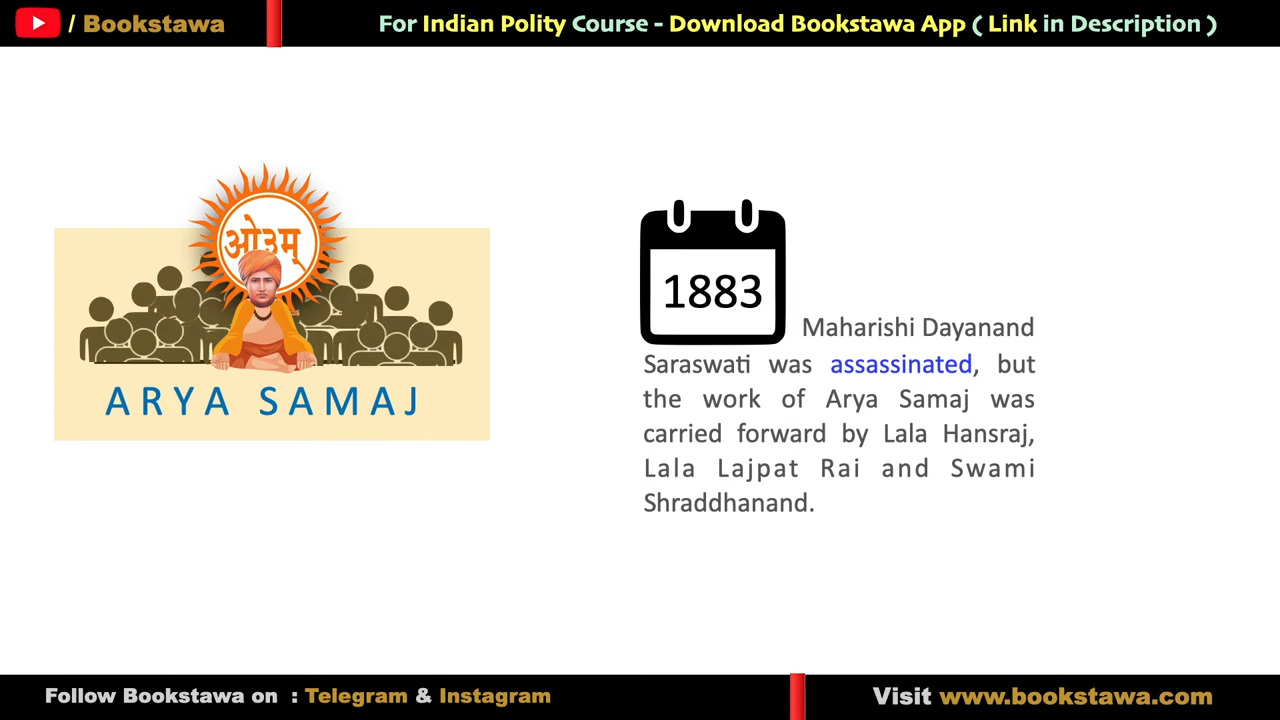 / Bookstawa
For Indian Polity Course - Download Bookstawa App ( Link in Description )
ओ३म्
ARYA SAMAJ
1883
Maharishi Dayanand
Saraswati was assassinated, but
the work of Arya Samaj was
carried forward by Lala Hansraj,
Lala Lajpat Rai and Swami
Shraddhanand.
Follow Bookstawa on : Telegram & Instagram
Visit www.bookstawa.com